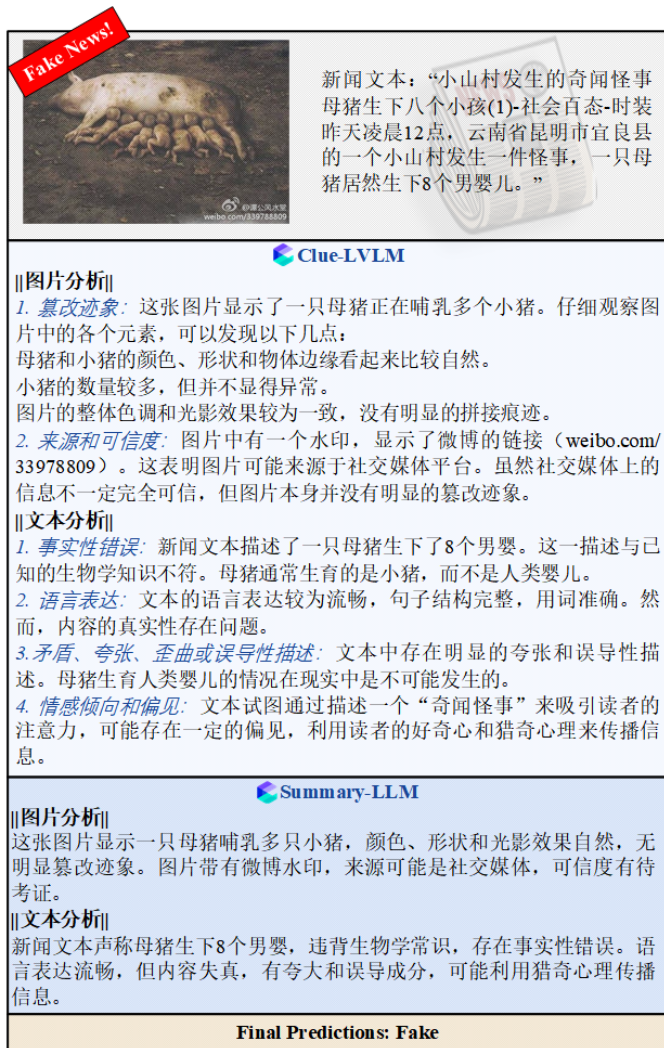 Fake News!
新闻文本：“小山村发生的奇闻怪事
母猪生下八个小孩(1)-社会百态-时装
昨天凌晨12点，云南省昆明市宜良县
的一个小山村发生一件怪事，一只母
猪居然生下8个男婴儿。”
@谭公风水堂
weibo.com/339788809
Clue-LVLM
||图片分析||
1. 篡改迹象：这张图片显示了一只母猪正在哺乳多个小猪。仔细观察图
片中的各个元素，可以发现以下几点：
母猪和小猪的颜色、形状和物体边缘看起来比较自然。
小猪的数量较多，但并不显得异常。
图片的整体色调和光影效果较为一致，没有明显的拼接痕迹。
2. 来源和可信度：图片中有一个水印，显示了微博的链接（weibo.com/
33978809）。这表明图片可能来源于社交媒体平台。虽然社交媒体上的
信息不一定完全可信，但图片本身并没有明显的篡改迹象。
||文本分析||
1. 事实性错误：新闻文本描述了一只母猪生下了8个男婴。这一描述与已
知的生物学知识不符。母猪通常生育的是小猪，而不是人类婴儿。
2. 语言表达：文本的语言表达较为流畅，句子结构完整，用词准确。然
而，内容的真实性存在问题。
3.矛盾、夸张、歪曲或误导性描述：文本中存在明显的夸张和误导性描
述。母猪生育人类婴儿的情况在现实中是不可能发生的。
4. 情感倾向和偏见：文本试图通过描述一个“奇闻怪事”来吸引读者的
注意力，可能存在一定的偏见，利用读者的好奇心和猎奇心理来传播信
息。
Summary-LLM
||图片分析||
这张图片显示一只母猪哺乳多只小猪，颜色、形状和光影效果自然，无
明显篡改迹象。图片带有微博水印，来源可能是社交媒体，可信度有待
考证。
||文本分析||
新闻文本声称母猪生下8个男婴，违背生物学常识，存在事实性错误。语
言表达流畅，但内容失真，有夸大和误导成分，可能利用猎奇心理传播
信息。
Final Predictions: Fake